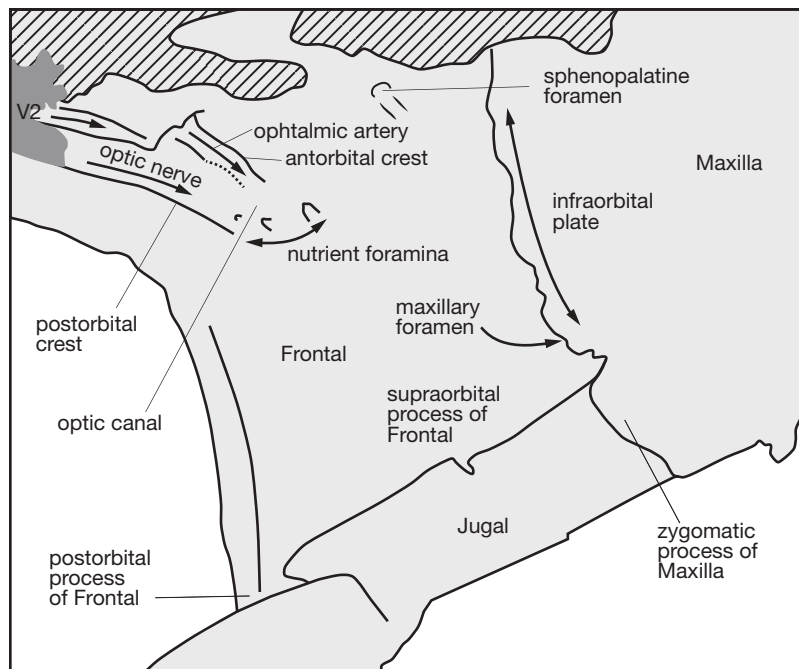 sphenopalatine
foramen
V2
ophtalmic artery
antorbital crest
optic nerve
Maxilla
infraorbital
plate
nutrient foramina
maxillary
foramen
postorbital
crest
Frontal
supraorbital
process of
Frontal
optic canal
Jugal
zygomatic
process of
Maxilla
postorbital
process
of Frontal